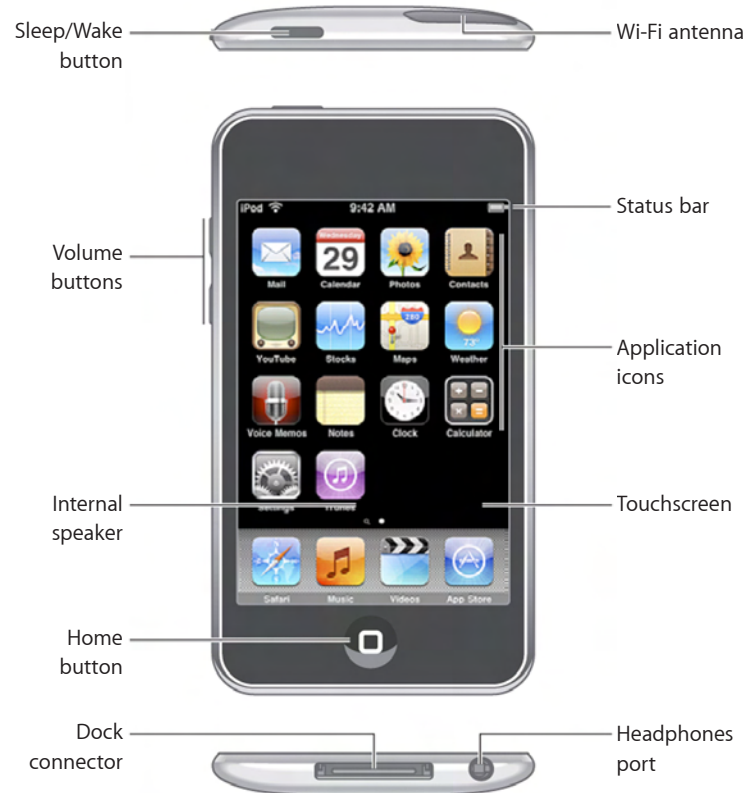 Sleep/Wake
button
Wi-Fi antenna
iPod 9:42 AM
Status bar
Volume
buttons
Wednesday
29
Mail Calendar Photos Contacts
280
73°
YouTube Stocks Maps Weather
Application
icons
Voice Memos Notes Clock Calculator
Settings iTunes
Internal
speaker
Touchscreen
Safari Music Videos App Store
Home
button
Dock
connector
Headphones
port